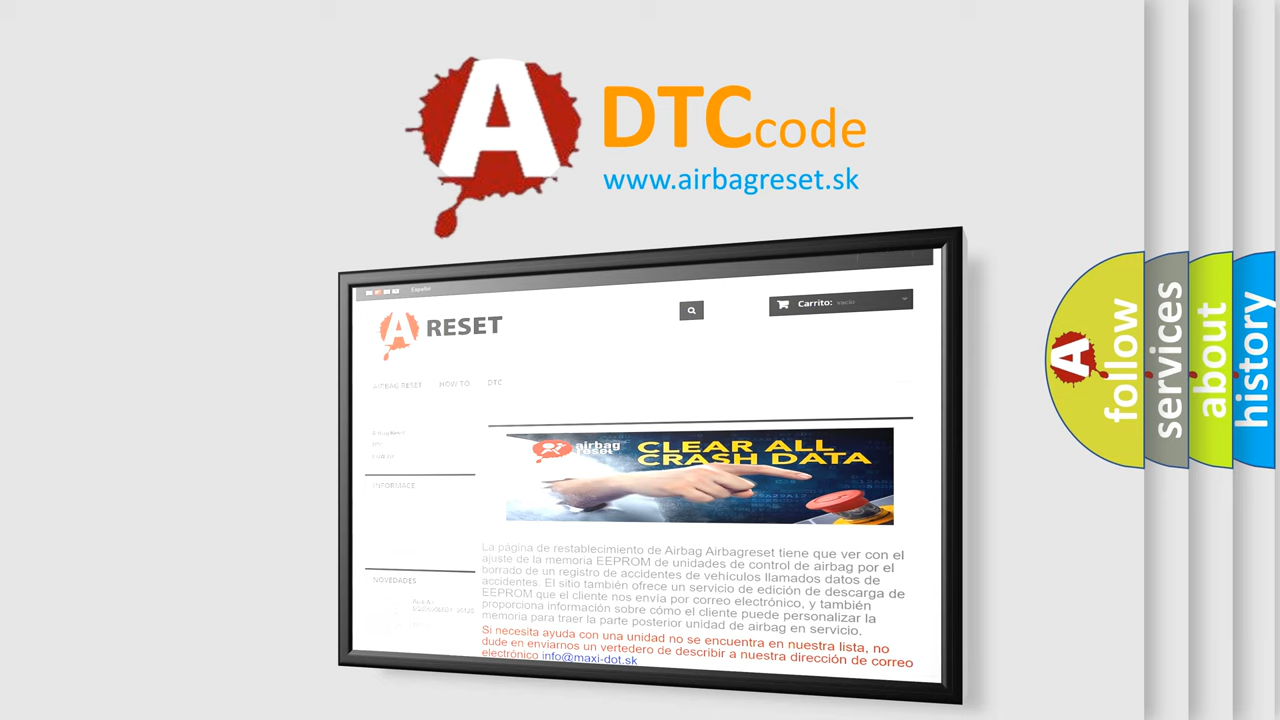 A
DTCcode
www.airbagreset.sk
Español
A RESET
Carrito: vacío
AIRBAG RESET HOW TO DTC
INFORMACE
NOVEDADES
airbag
reset
CLEAR ALL
CRASH DATA
La página de restablecimiento de Airbag Airbagreset tiene que ver con el
ajuste de la memoria EEPROM de unidades de control de airbag por el
borrado de un registro de accidentes de vehículos llamados datos de
accidentes. El sitio también ofrece un servicio de edición de descarga de
EEPROM que el cliente nos envía por correo electrónico, y también
proporciona información sobre cómo el cliente puede personalizar la
memoria para traer la parte posterior unidad de airbag en servicio.
Si necesita ayuda con una unidad no se encuentra en nuestra lista, no
dude en enviarnos un vertedero de describir a nuestra dirección de correo
electrónico info@maxi-dot.sk
A
follow
services
about
history